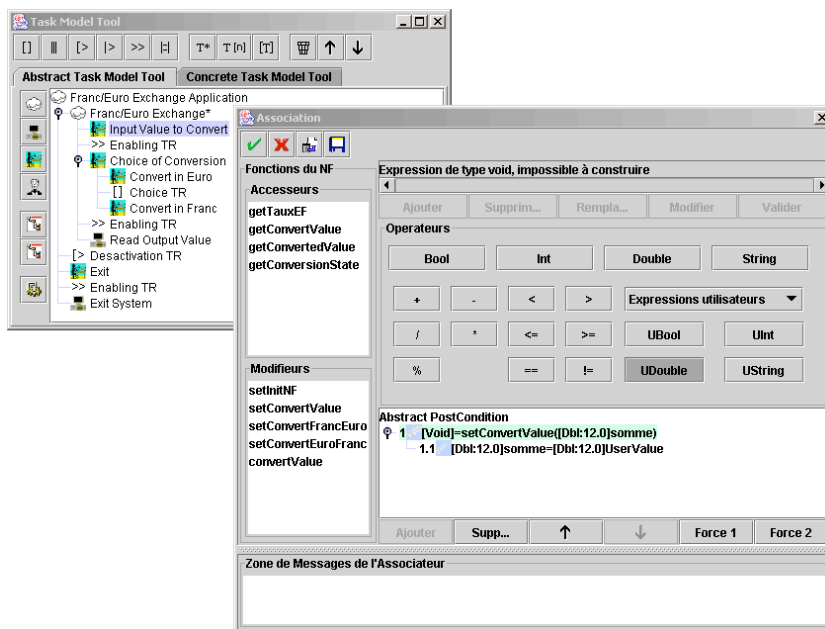 Task Model Tool
[] ||| [> |> >> |=| T* T[n] [T]
Abstract Task Model Tool Concrete Task Model Tool
Franc/Euro Exchange Application
Franc/Euro Exchange*
Input Value to Convert
>> Enabling TR
Choice of Conversion
Convert in Euro
[] Choice TR
Convert in Franc
>> Enabling TR
Read Output Value
[> Desactivation TR
Exit
>> Enabling TR
Exit System
Association
Fonctions du NF
Accesseurs
getTauxEF
getConvertValue
getConvertedValue
getConversionState
Modifieurs
setInitNF
setConvertValue
setConvertFrancEuro
setConvertEuroFranc
convertValue
Expression de type void, impossible à construire
Ajouter Supprim... Rempla... Modifier Valider
Operateurs
Bool Int Double String
+ - < > Expressions utilisateurs
/ * <= >= UBool UInt
% == != UDouble UString
Abstract PostCondition
1 [Void]=setConvertValue([Dbl:12.0]somme)
1.1 [Dbl:12.0]somme=[Dbl:12.0]UserValue
Ajouter Supp... Force 1 Force 2
Zone de Messages de l'Associateur